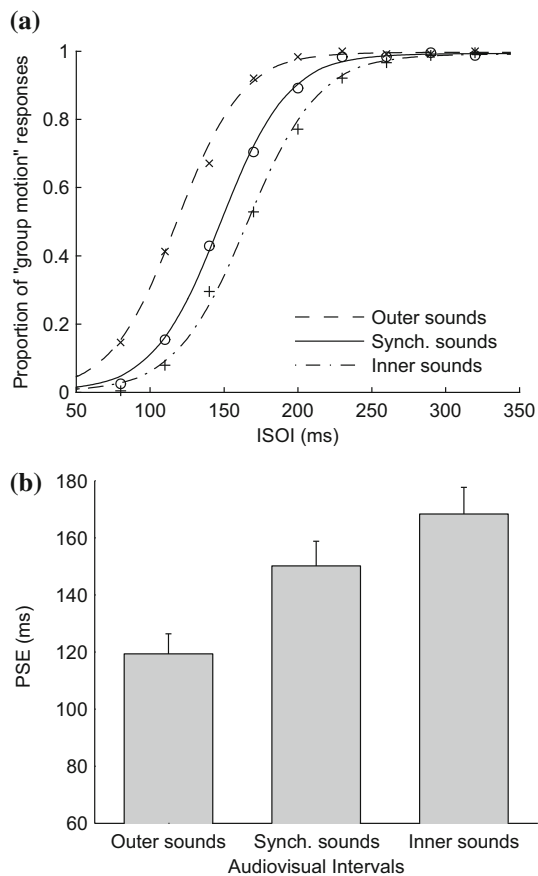 (a)
1
0.8
0.6
0.4
0.2
0
Proportion of "group motion" responses
Outer sounds
Synch. sounds
Inner sounds
50 100 150 200 250 300 350
ISOI (ms)
(b)
180
160
140
120
100
80
60
PSE (ms)
Outer sounds Synch. sounds Inner sounds
Audiovisual Intervals